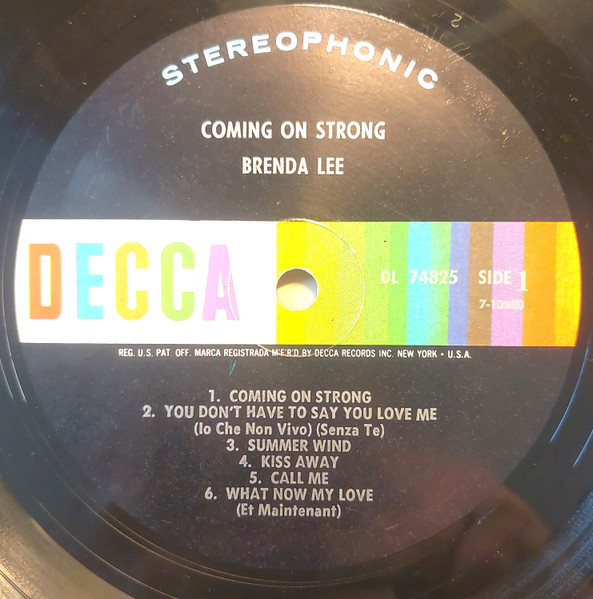 STEREOPHONIC
COMING ON STRONG
BRENDA LEE
DECCA
DL 74825 SIDE 1
REG. U.S. PAT. OFF. MARCA REGISTRADA M'F'R'D BY DECCA RECORDS INC. NEW YORK • U.S.A.
1. COMING ON STRONG
2. YOU DON'T HAVE TO SAY YOU LOVE ME
(Io Che Non Vivo) (Senza Te)
3. SUMMER WIND
4. KISS AWAY
5. CALL ME
6. WHAT NOW MY LOVE
(Et Maintenant)